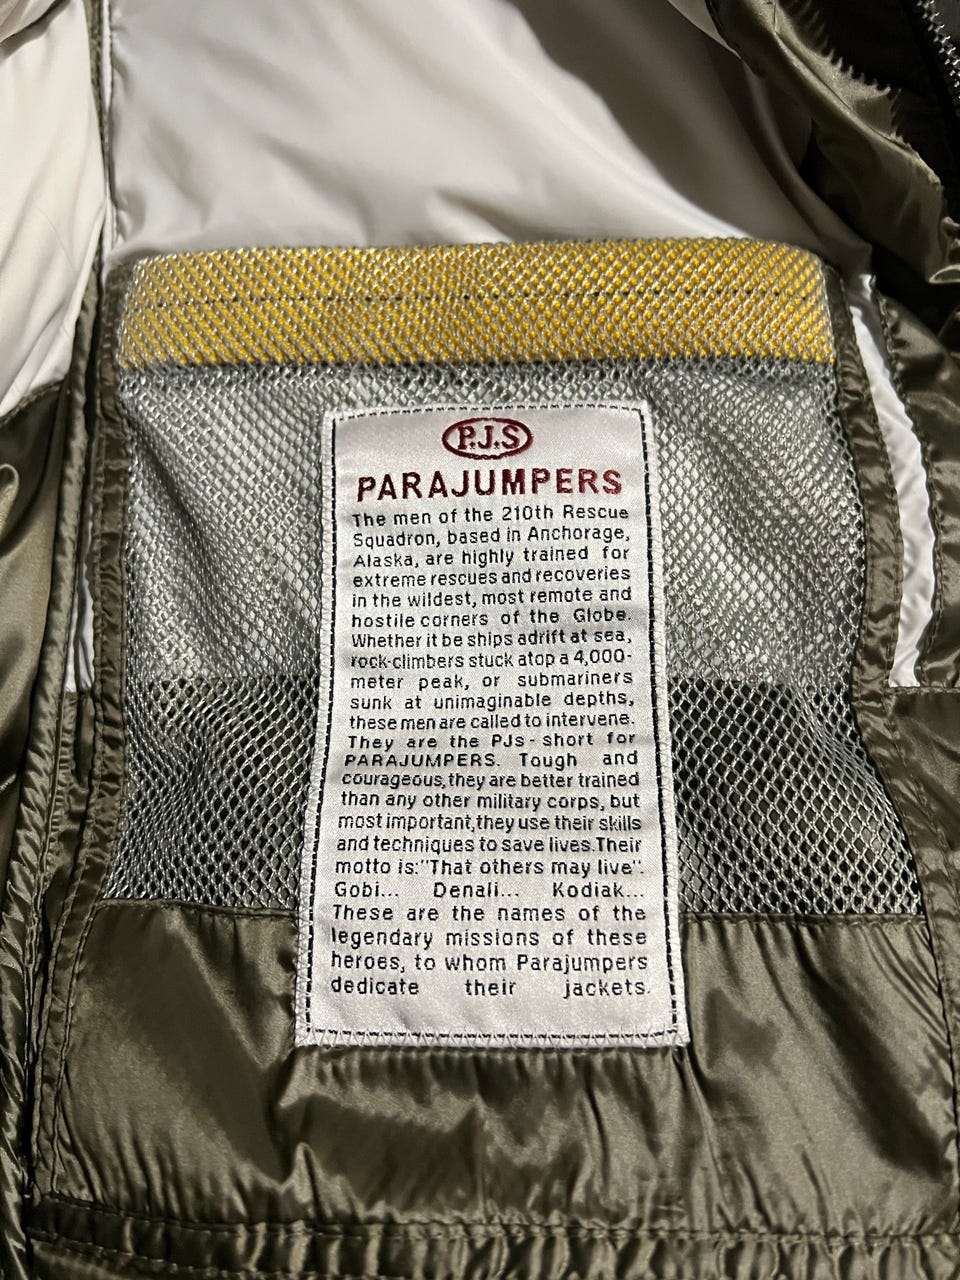 P.J.S
PARAJUMPERS
The men of the 210th Rescue
Squadron, based in Anchorage,
Alaska, are highly trained for
extreme rescues and recoveries
in the wildest, most remote and
hostile corners of the Globe.
Whether it be ships adrift at sea,
rock-climbers stuck atop a 4,000-
meter peak, or submariners
sunk at unimaginable depths,
these men are called to intervene.
They are the PJs - short for
PARAJUMPERS. Tough and
courageous, they are better trained
than any other military corps, but
most important, they use their skills
and techniques to save lives.Their
motto is:"That others may live".
Gobi... Denali... Kodiak...
These are the names of the
legendary missions of these
heroes, to whom Parajumpers
dedicate their jackets.